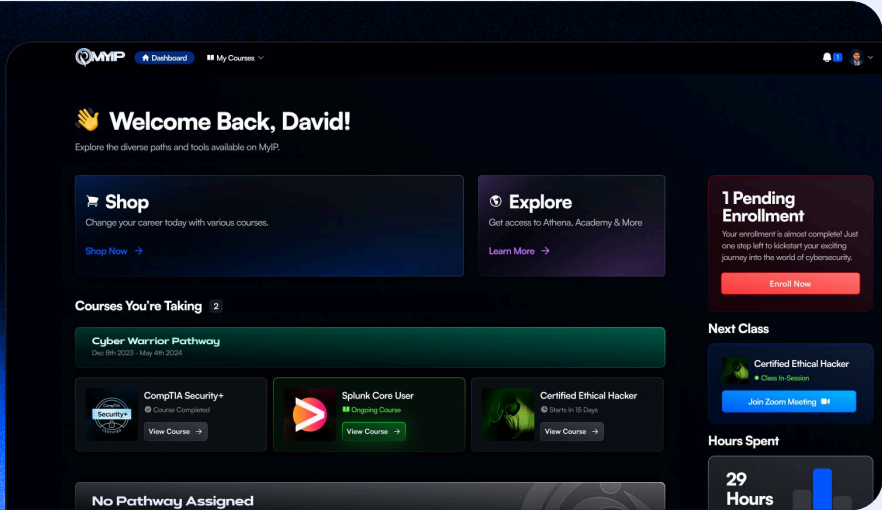 MYIP
Dashboard
My Courses
1
Welcome Back, David!
Explore the diverse paths and tools available on MyIP.
Shop
Change your career today with various courses.
Shop Now →
Explore
Get access to Athena, Academy & More
Learn More →
1 Pending
Enrollment
Your enrollment is almost complete! Just
one step left to kickstart your exciting
journey into the world of cybersecurity.
Enroll Now
Courses You're Taking 2
Cyber Warrior Pathway
Dec 8th 2023 - May 4th 2024
CompTIA
Security+
CERTIFIED
CompTIA Security+
Course Completed
View Course →
Splunk Core User
Ongoing Course
View Course →
Certified Ethical Hacker
Starts In 15 Days
View Course →
Next Class
Certified Ethical Hacker
Class In-Session
Join Zoom Meeting
Hours Spent
29
Hours
No Pathway Assigned